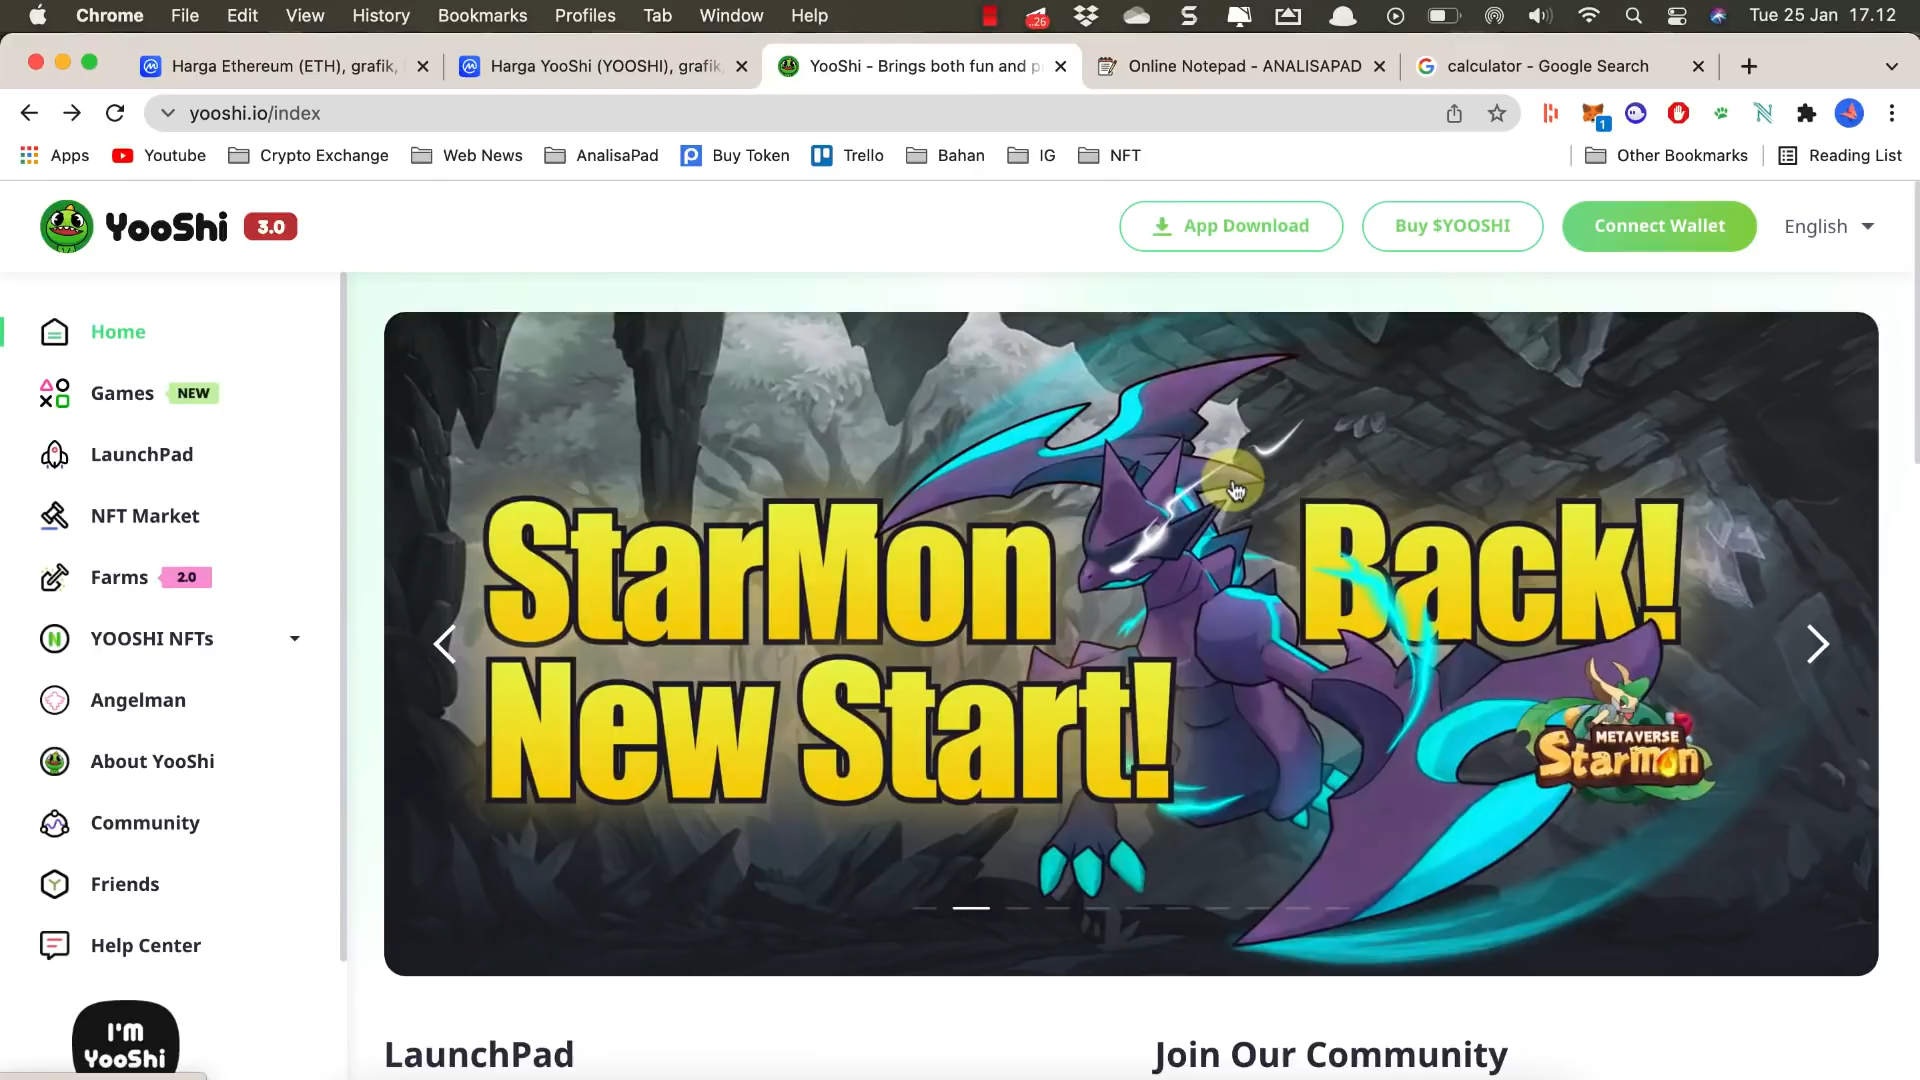 Chrome File Edit View History Bookmarks Profiles Tab Window Help
..26
Tue 25 Jan 17.12
Harga Ethereum (ETH), grafik,
Harga YooShi (YOOSHI), grafik,
YooShi - Brings both fun and p
Online Notepad - ANALISAPAD
calculator - Google Search
yooshi.io/index
1
Apps Youtube Crypto Exchange Web News AnalisaPad Buy Token Trello Bahan IG NFT Other Bookmarks Reading List
YooShi 3.0
App Download
Buy $YOOSHI
Connect Wallet
English
Home
Games NEW
LaunchPad
NFT Market
Farms 2.0
YOOSHI NFTs
Angelman
About YooShi
Community
Friends
Help Center
I'M
YooShi
StarMon Back!
New Start!
METAVERSE
Starmon
LaunchPad
Join Our Community